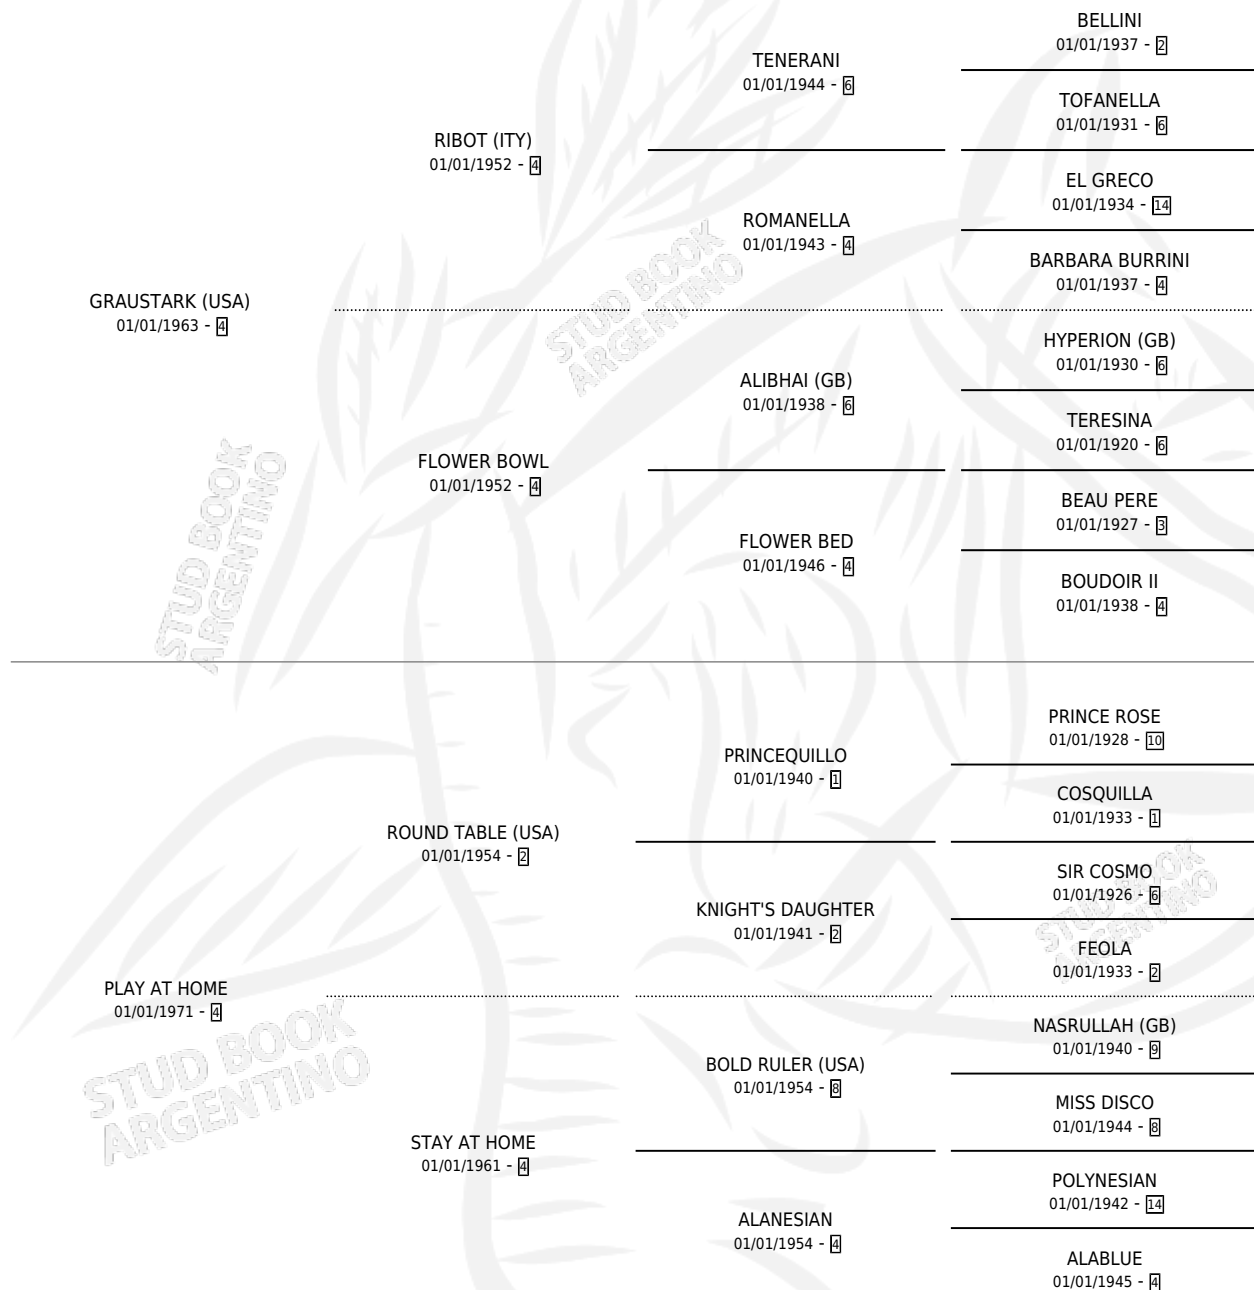 BELLINI
01/01/1937 - 2
TENERANI
01/01/1944 - 6
TOFANELLA
01/01/1931 - 6
RIBOT (ITY)
01/01/1952 - 4
EL GRECO
01/01/1934 - 14
ROMANELLA
01/01/1943 - 4
BARBARA BURRINI
01/01/1937 - 4
GRAUSTARK (USA)
01/01/1963 - 4
STUD BOOK
ARGENTINO
HYPERION (GB)
01/01/1930 - 6
ALIBHAI (GB)
01/01/1938 - 6
TERESINA
01/01/1920 - 6
FLOWER BOWL
01/01/1952 - 4
BEAU PERE
01/01/1927 - 3
FLOWER BED
01/01/1946 - 4
BOUDOIR II
01/01/1938 - 4
STUD BOOK
ARGENTINO
PRINCE ROSE
01/01/1928 - 10
PRINCEQUILLO
01/01/1940 - 1
COSQUILLA
01/01/1933 - 1
ROUND TABLE (USA)
01/01/1954 - 2
SIR COSMO
01/01/1926 - 6
KNIGHT'S DAUGHTER
01/01/1941 - 2
FEOLA
01/01/1933 - 2
STUD BOOK
ARGENTINO
PLAY AT HOME
01/01/1971 - 4
NASRULLAH (GB)
01/01/1940 - 9
BOLD RULER (USA)
01/01/1954 - 8
MISS DISCO
01/01/1944 - 8
STUD BOOK
ARGENTINO
STAY AT HOME
01/01/1961 - 4
POLYNESIAN
01/01/1942 - 14
ALANESIAN
01/01/1954 - 4
ALABLUE
01/01/1945 - 4